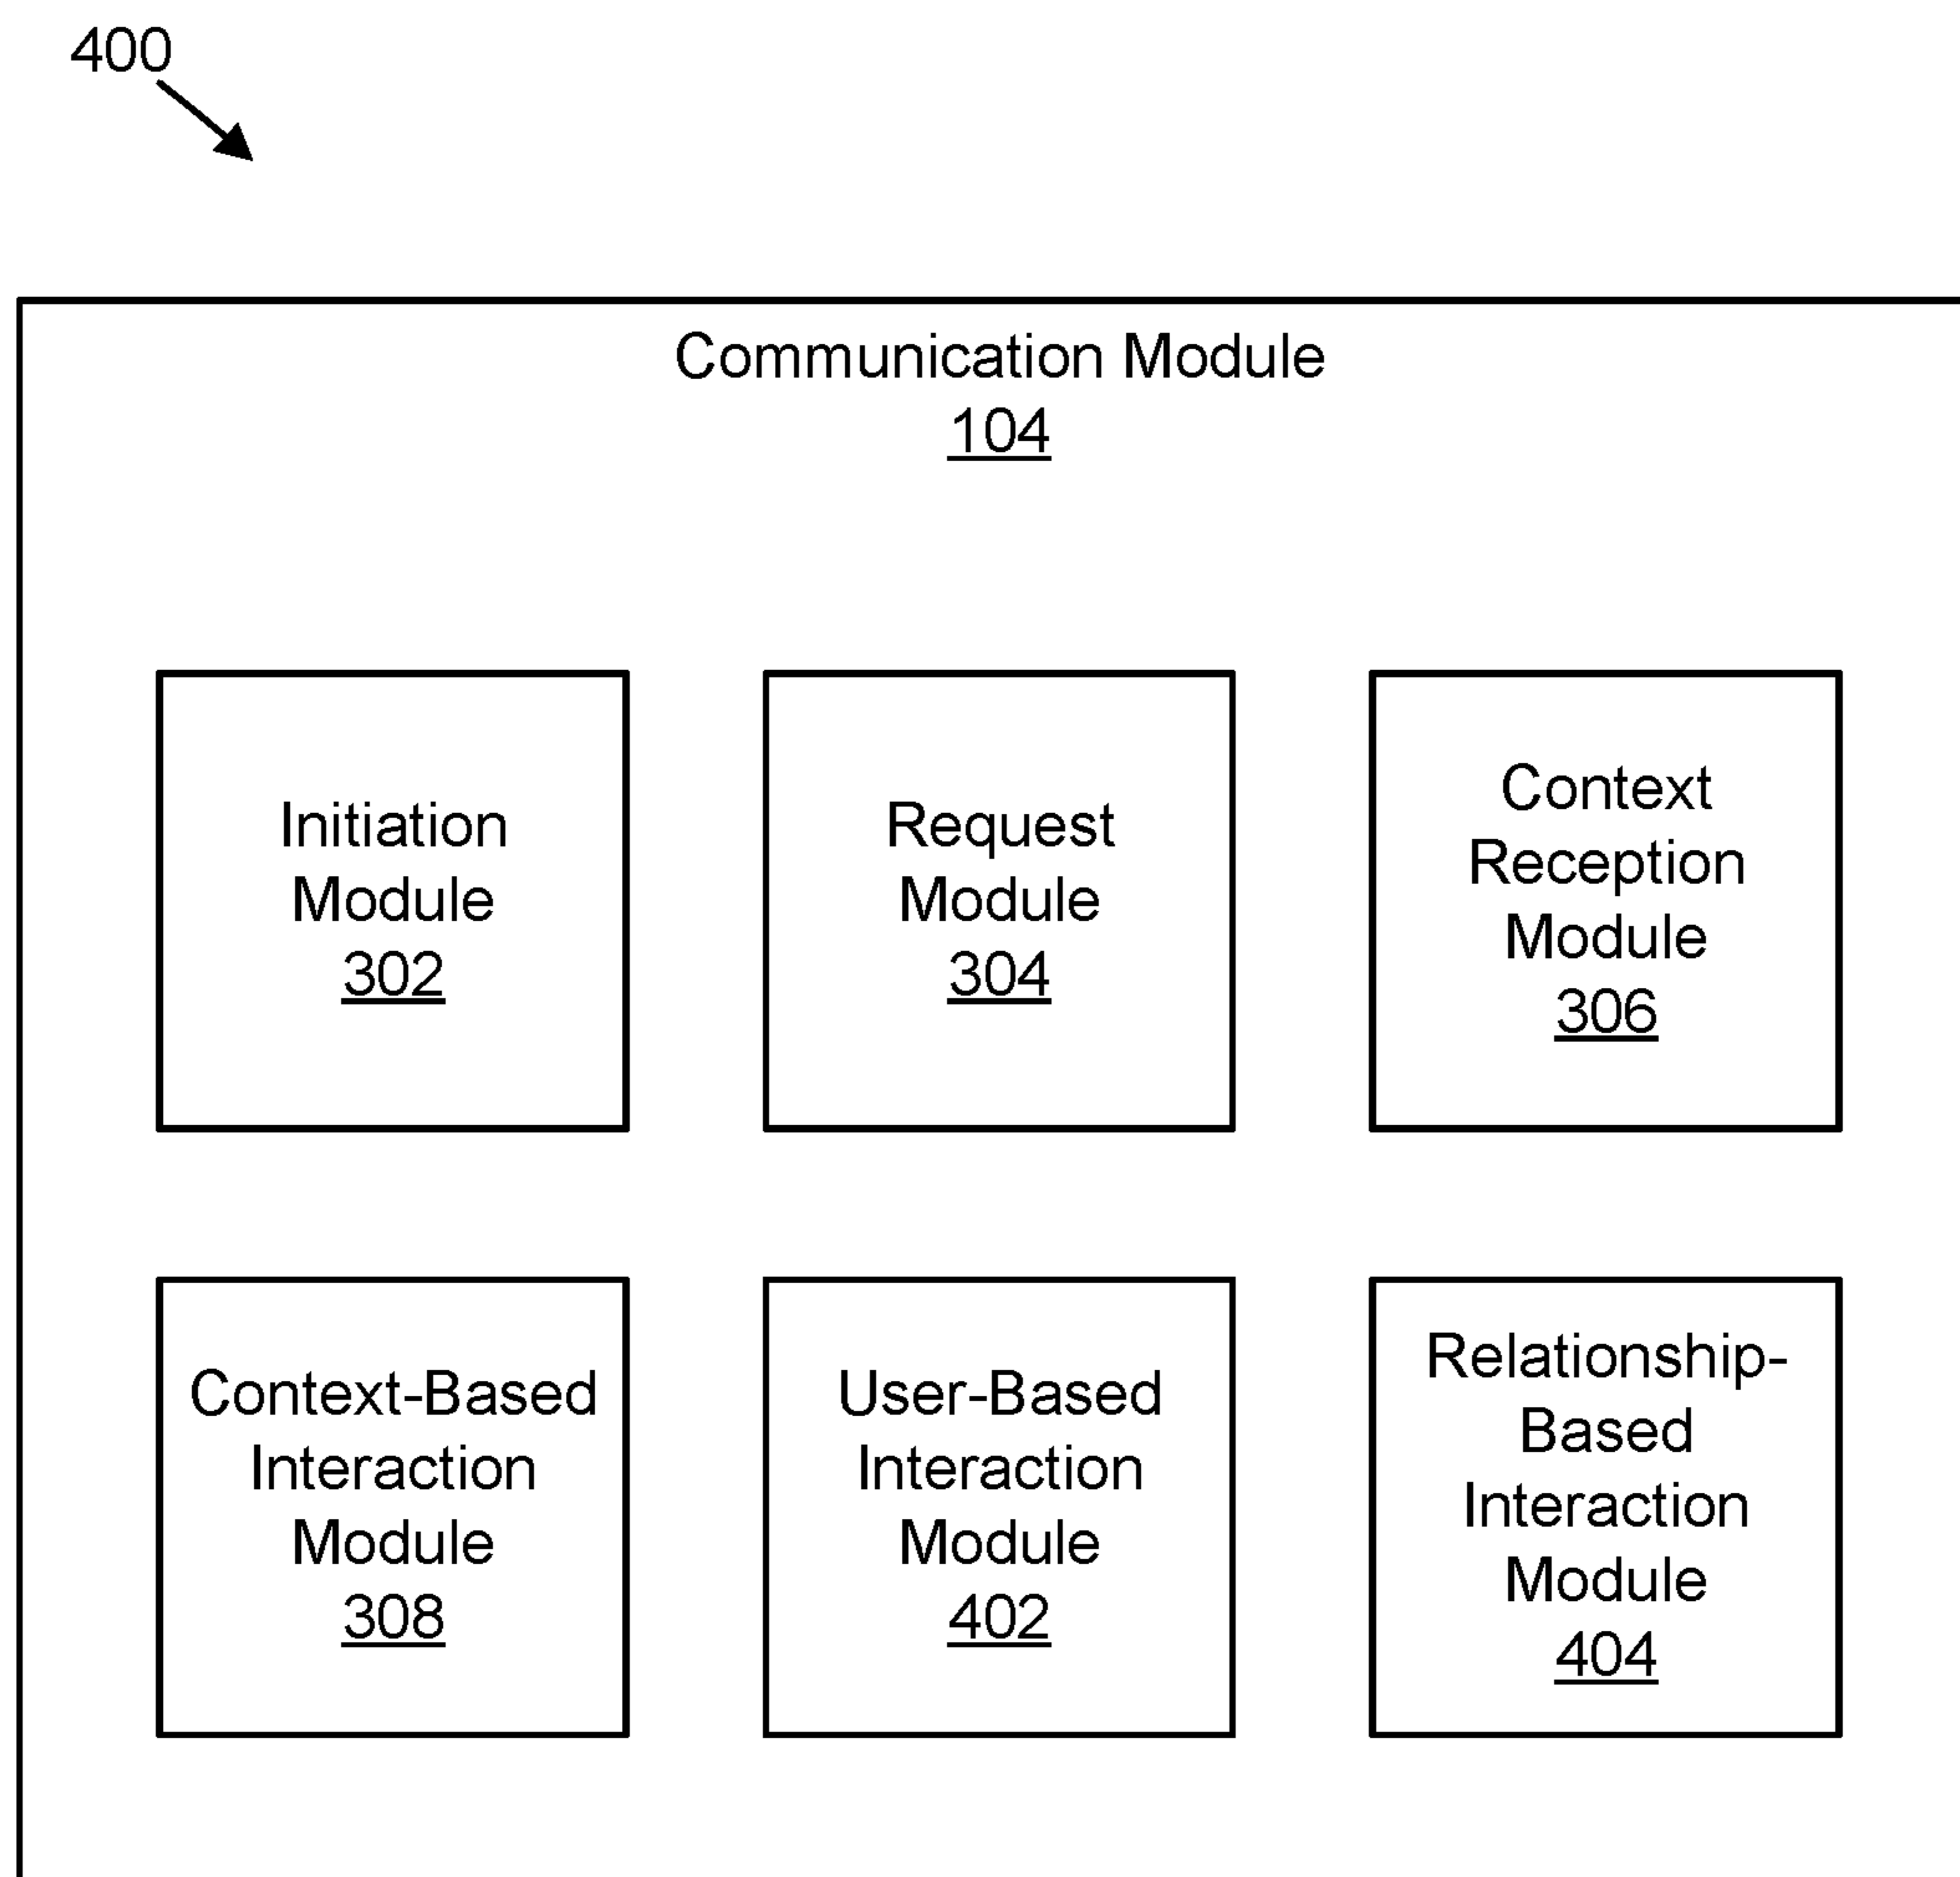 400
Communication Module
104
Initiation
Module
302
Request
Module
304
Context
Reception
Module
306
Context-Based
Interaction
Module
308
User-Based
Interaction
Module
402
Relationship-
Based
Interaction
Module
404